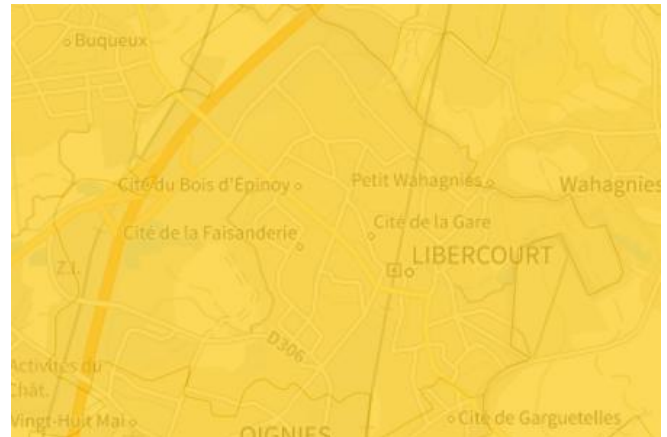 Buqueux
Cité du Bois d'Epinoy
Petit Wahagnies
Wahagnies
Cité de la Faisanderie
Cité de la Gare
LIBERCOURT
Z.I.
D306
Activités du
Chât.
Vingt-Huit Mai
OIGNIES
Cité de Garguetelles